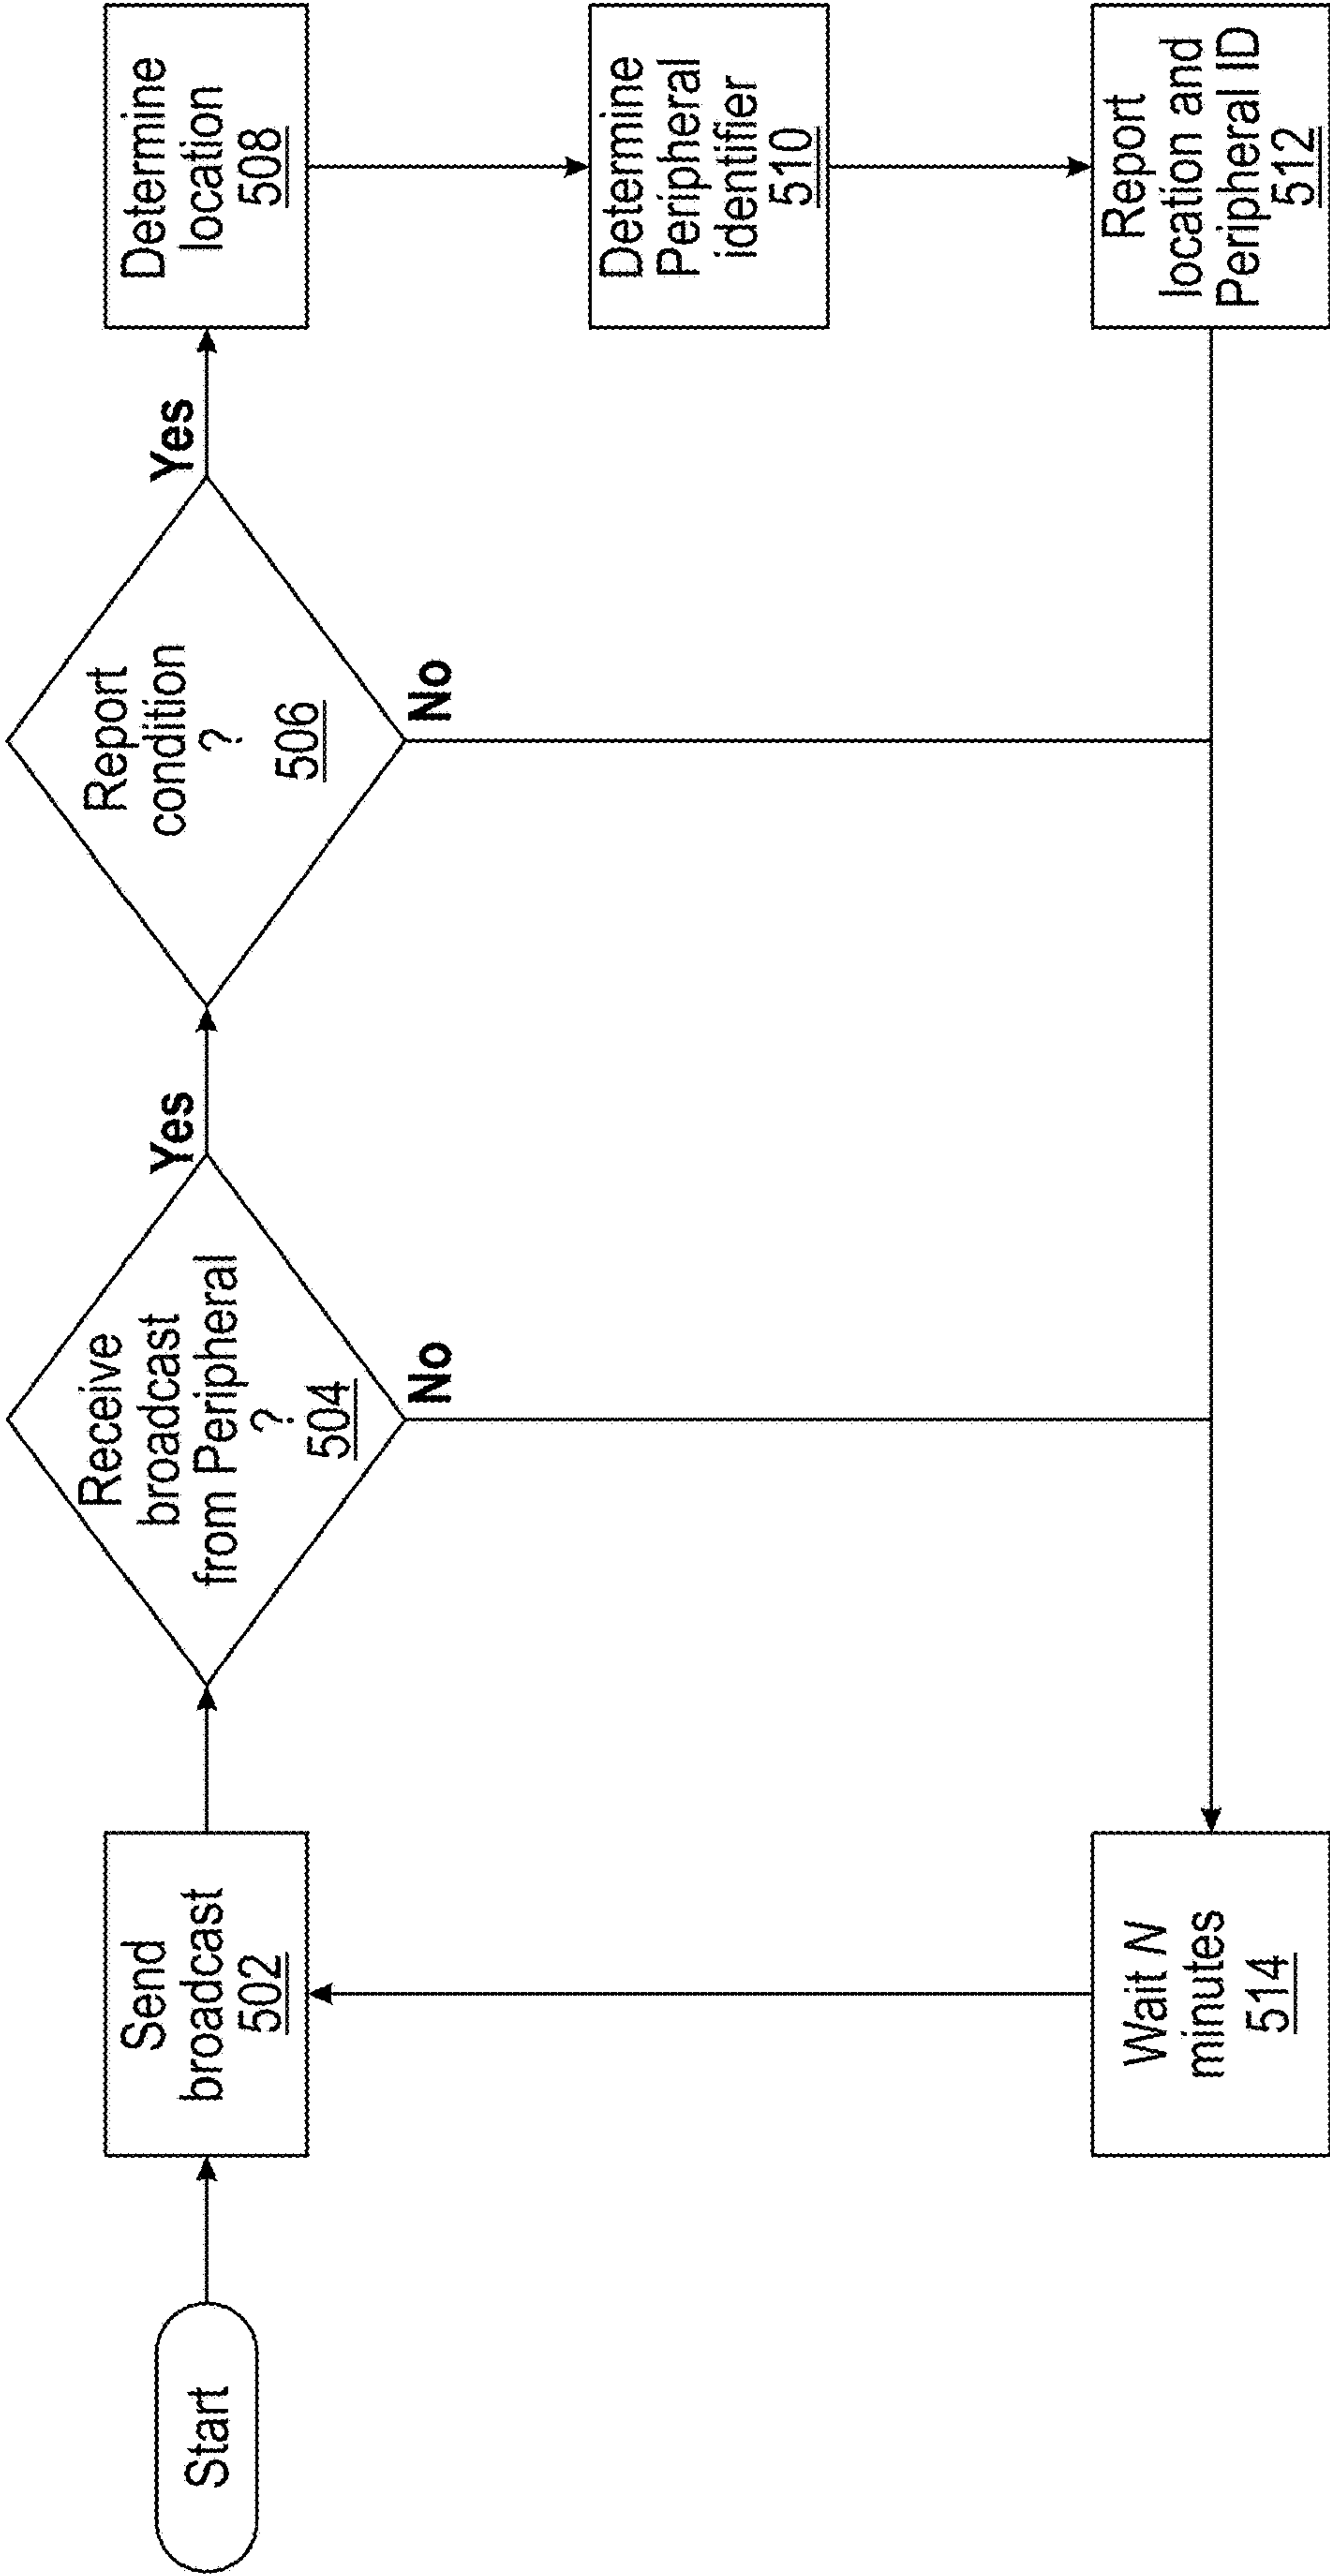 Start
Send
broadcast
502
Receive
broadcast
from Peripheral
?
504
Yes
No
Report
condition
?
506
Yes
No
Determine
location
508
Determine
Peripheral
identifier
510
Report
location and
Peripheral ID
512
Wait N
minutes
514